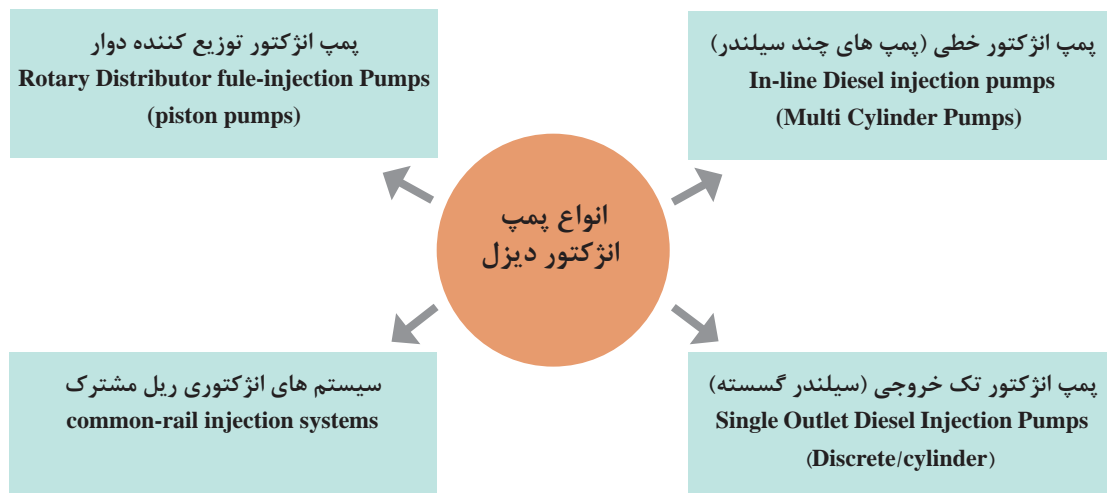 پمپ انژکتور خطی (پمپ های چند سیلندر)
In-line Diesel injection pumps
(Multi Cylinder Pumps)
پمپ انژکتور توزیع کننده دوار
Rotary Distributor fule-injection Pumps
(piston pumps)
انواع پمپ
انژکتور دیزل
پمپ انژکتور تک خروجی (سیلندر گسسته)
Single Outlet Diesel Injection Pumps
(Discrete/cylinder)
سیستم های انژکتوری ریل مشترک
common-rail injection systems